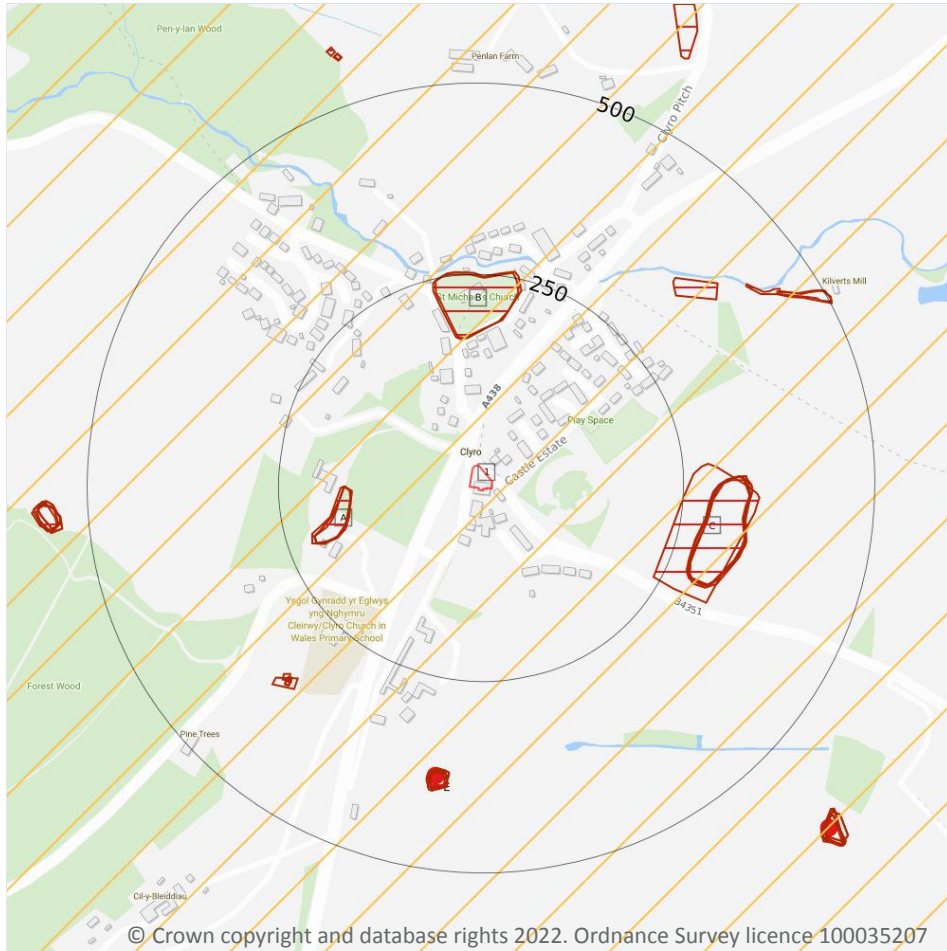 Pen-y-lan Wood
Penlan Farm
500
Clyro Pitch
250
Kilverts Mill
B
St Michael's Church
A438
Play Space
Clyro
1
Castle Estate
A
C
B4351
Ysgol Gynradd yr Eglwys
yng Nghymru
Cleirwy/Clyro Church in
Wales Primary School
Forest Wood
Pine Trees
E
Cil-y-Bleiddiau
© Crown copyright and database rights 2022. Ordnance Survey licence 100035207